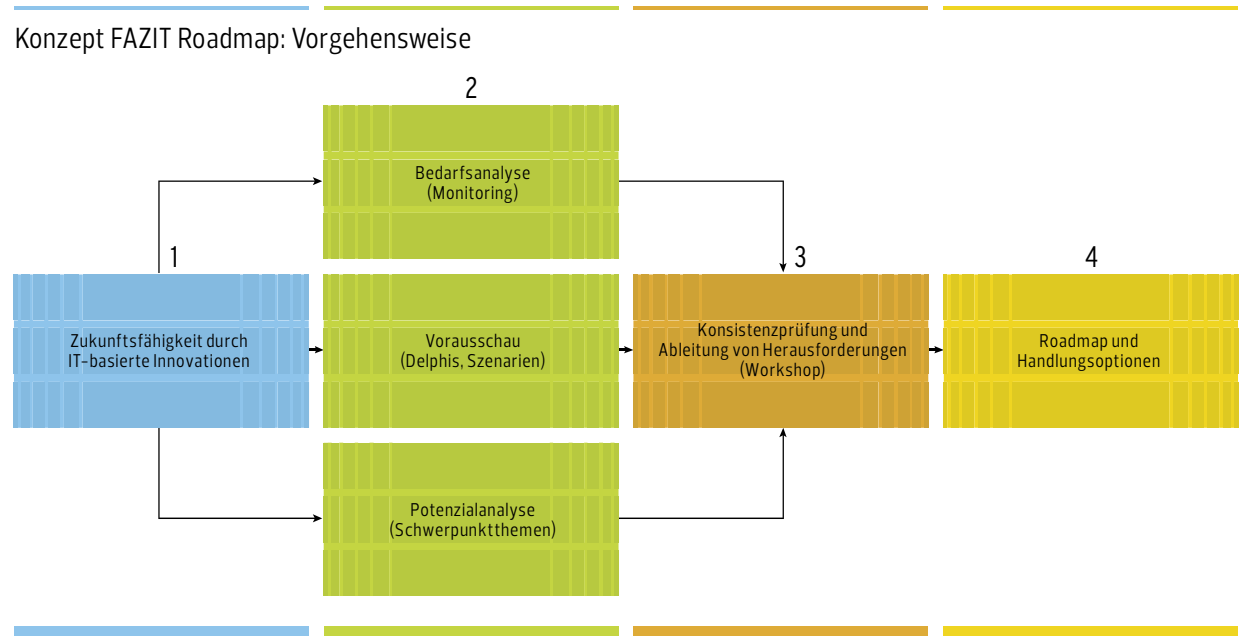 Konzept FAZIT Roadmap: Vorgehensweise
2
Bedarfsanalyse
(Monitoring)
1
Zukunftsfähigkeit durch
IT-basierte Innovationen
Vorausschau
(Delphis, Szenarien)
3
Konsistenzprüfung und
Ableitung von Herausforderungen
(Workshop)
4
Roadmap und
Handlungsoptionen
Potenzialanalyse
(Schwerpunktthemen)